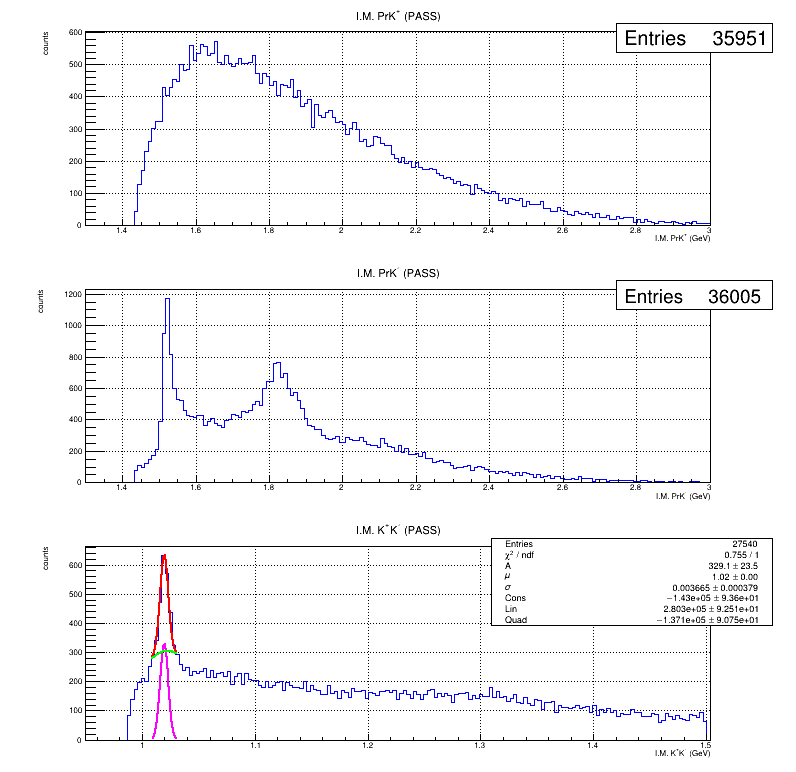 I.M. PrK⁺ (PASS)
counts
Entries 35951
600
500
400
300
200
100
0
1.4 1.6 1.8 2 2.2 2.4 2.6 2.8 3
I.M. PrK⁺ (GeV)
I.M. PrK⁻ (PASS)
counts
Entries 36005
1200
1000
800
600
400
200
0
1.4 1.6 1.8 2 2.2 2.4 2.6 2.8 3
I.M. PrK⁻ (GeV)
I.M. K⁺K⁻ (PASS)
counts
Entries 27540
χ² / ndf 0.755 / 1
A 329.1 ± 23.5
μ 1.02 ± 0.00
σ 0.003665 ± 0.000379
Cons −1.43e+05 ± 9.36e+01
Lin 2.803e+05 ± 9.251e+01
Quad −1.371e+05 ± 9.075e+01
600
500
400
300
200
100
0
1 1.1 1.2 1.3 1.4 1.5
I.M. K⁺K⁻ (GeV)